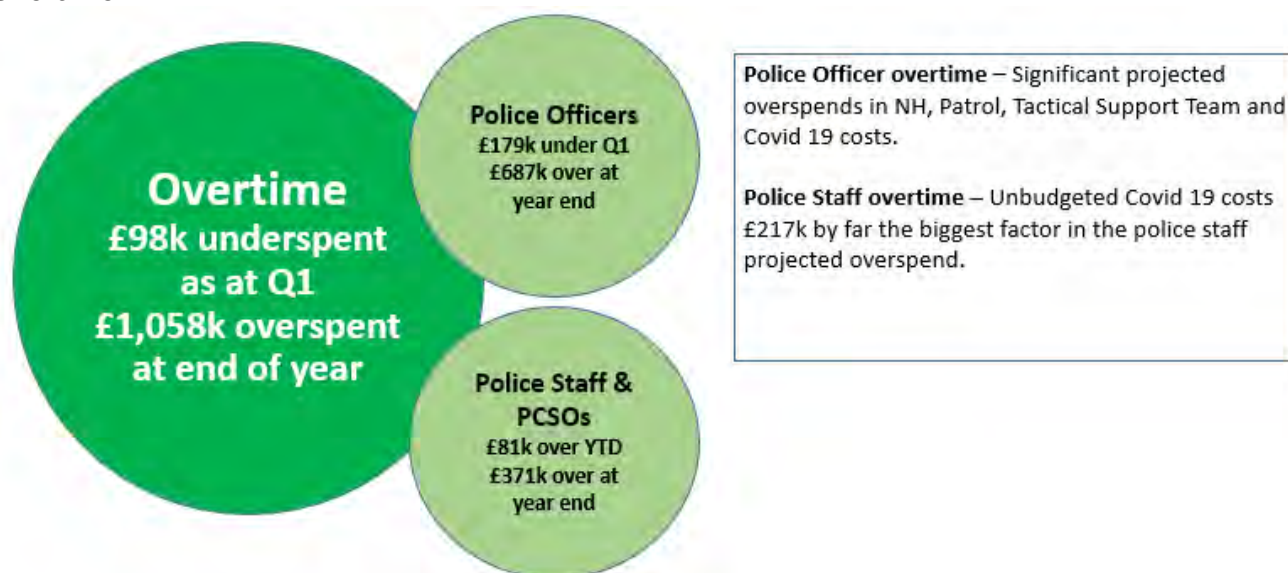 Overtime
£98k underspent
as at Q1
£1,058k overspent
at end of year
Police Officers
£179k under Q1
£687k over at
year end
Police Staff &
PCSOs
£81k over YTD
£371k over at
year end
Police Officer overtime – Significant projected
overspends in NH, Patrol, Tactical Support Team and
Covid 19 costs.
Police Staff overtime – Unbudgeted Covid 19 costs
£217k by far the biggest factor in the police staff
projected overspend.